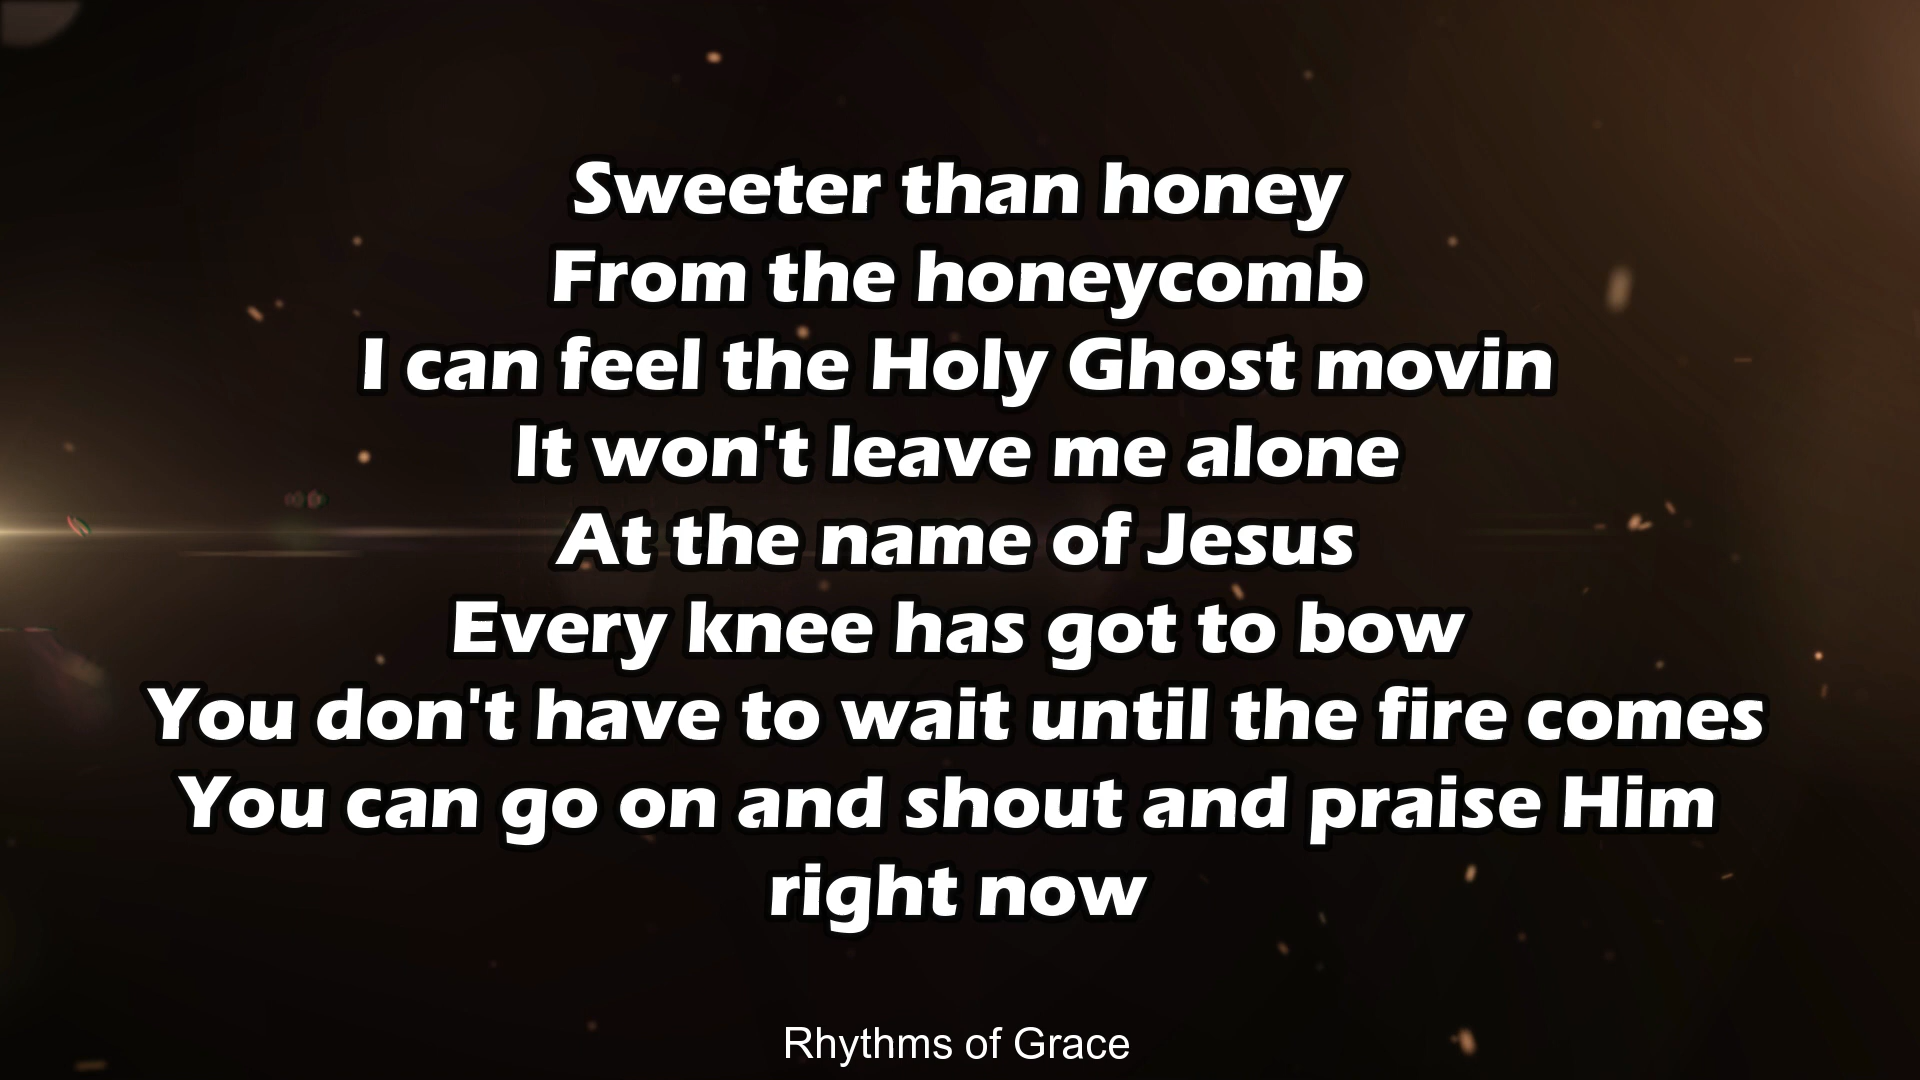 Sweeter than honey
From the honeycomb
I can feel the Holy Ghost movin
It won't leave me alone
At the name of Jesus
Every knee has got to bow
You don't have to wait until the fire comes
You can go on and shout and praise Him
right now
Rhythms of Grace